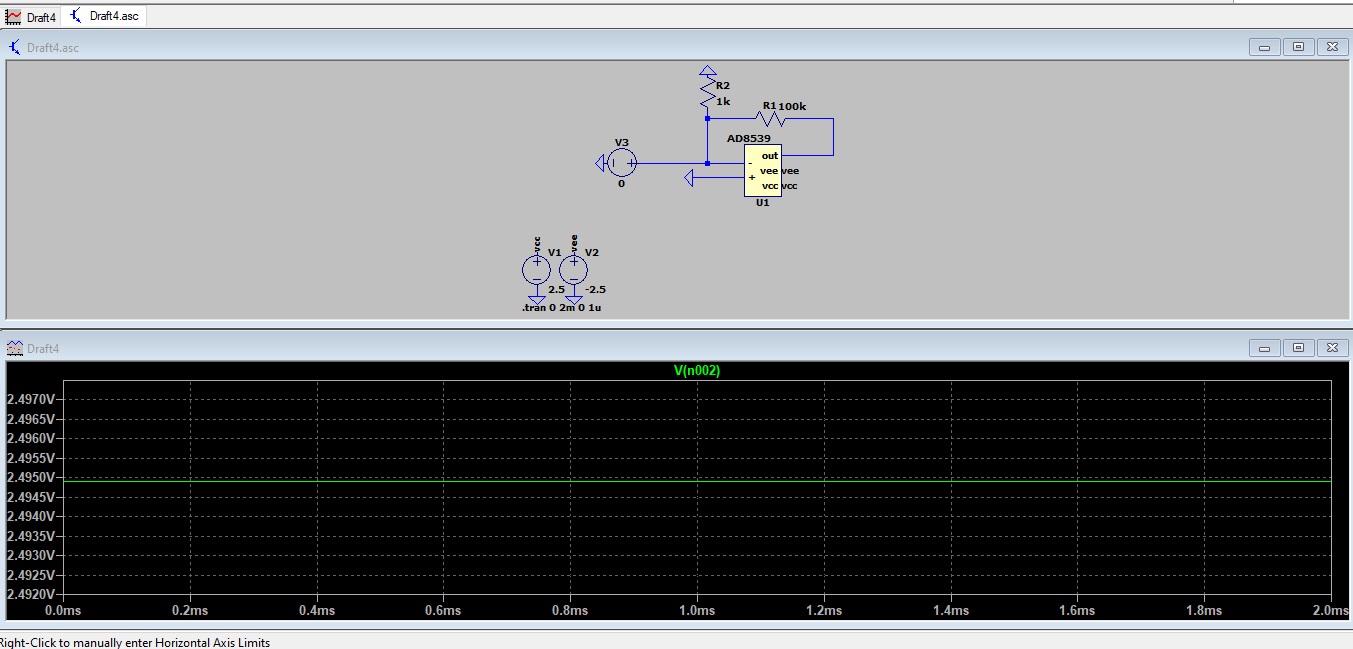 Draft4 Draft4.asc
Draft4.asc
R2
1k
R1 100k
V3
0
AD8539
out
- vee vee
+ vcc vcc
U1
vcc vee
V1 V2
2.5 -2.5
.tran 0 2m 0 1u
Draft4
V(n002)
2.4970V
2.4965V
2.4960V
2.4955V
2.4950V
2.4945V
2.4940V
2.4935V
2.4930V
2.4925V
2.4920V
0.0ms 0.2ms 0.4ms 0.6ms 0.8ms 1.0ms 1.2ms 1.4ms 1.6ms 1.8ms 2.0ms
Right-Click to manually enter Horizontal Axis Limits